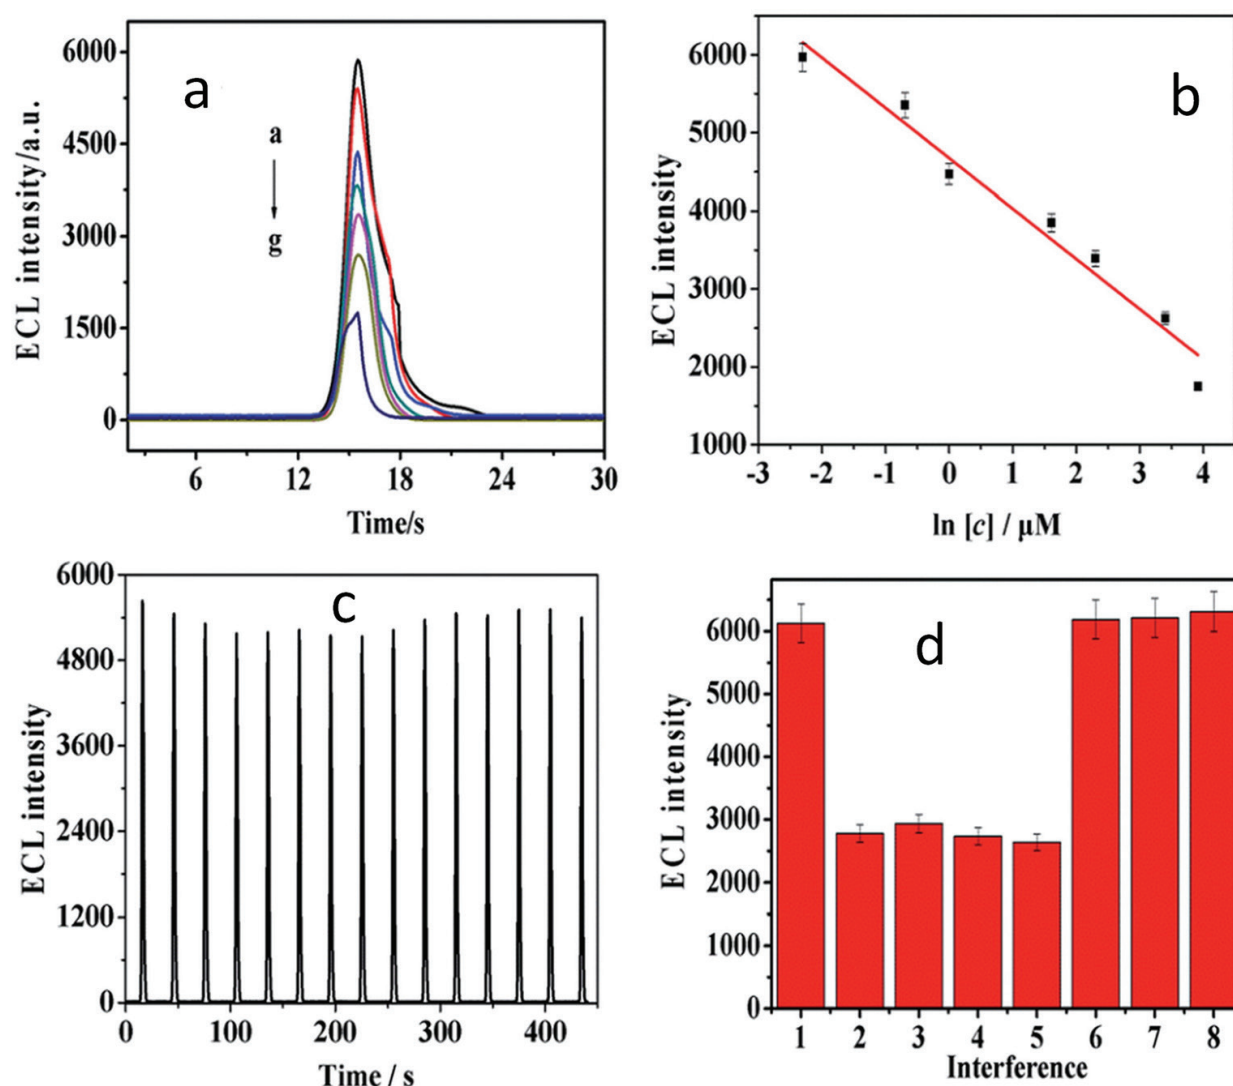 a
6000
4500
3000
1500
0
a
g
ECL intensity/a.u.
6 12 18 24 30
Time/s
b
6000
5000
4000
3000
2000
1000
ECL intensity
-3 -2 -1 0 1 2 3 4
ln [c] / μM
c
6000
4800
3600
2400
1200
0
ECL intensity
0 100 200 300 400
Time / s
d
6000
5000
4000
3000
2000
1000
0
ECL intensity
1 2 3 4 5 6 7 8
Interference